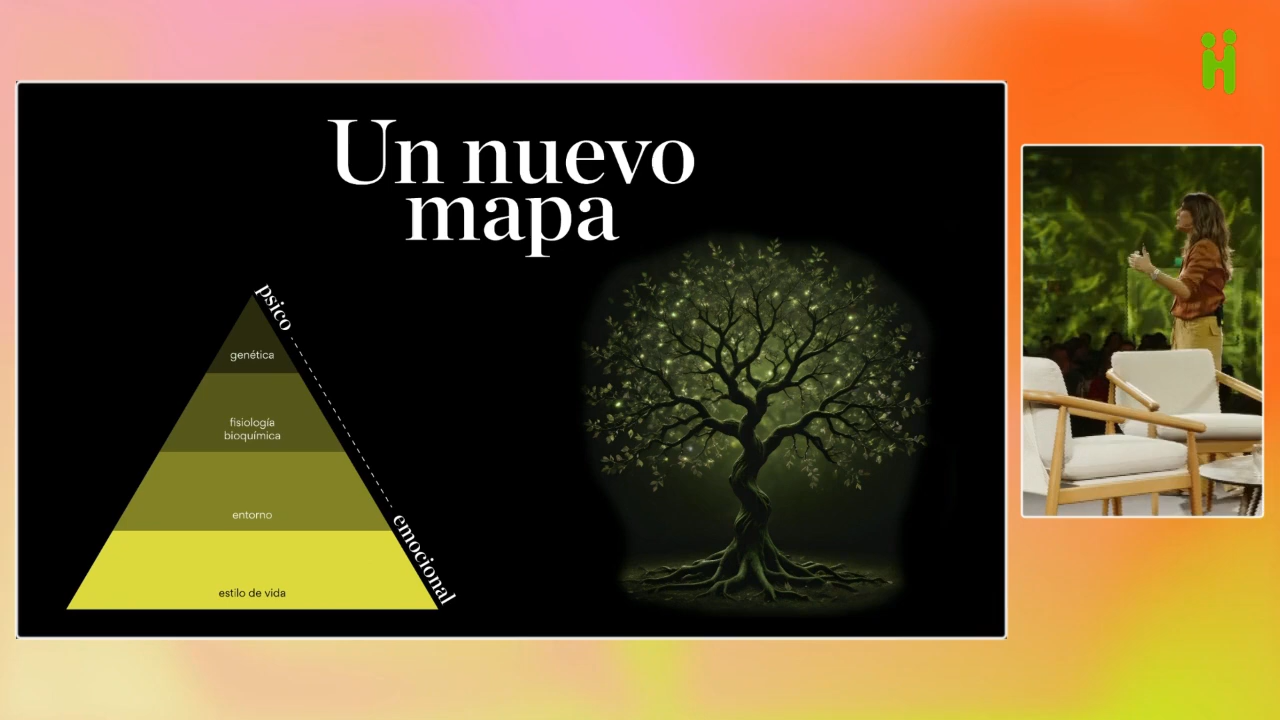 Un nuevo
mapa
psico
genética
fisiología
bioquímica
entorno
emocional
estilo de vida